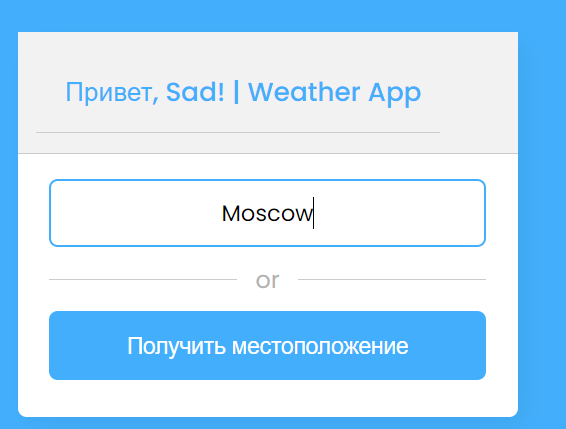 Привет, Sad! | Weather App
Moscow
or
Получить местоположение